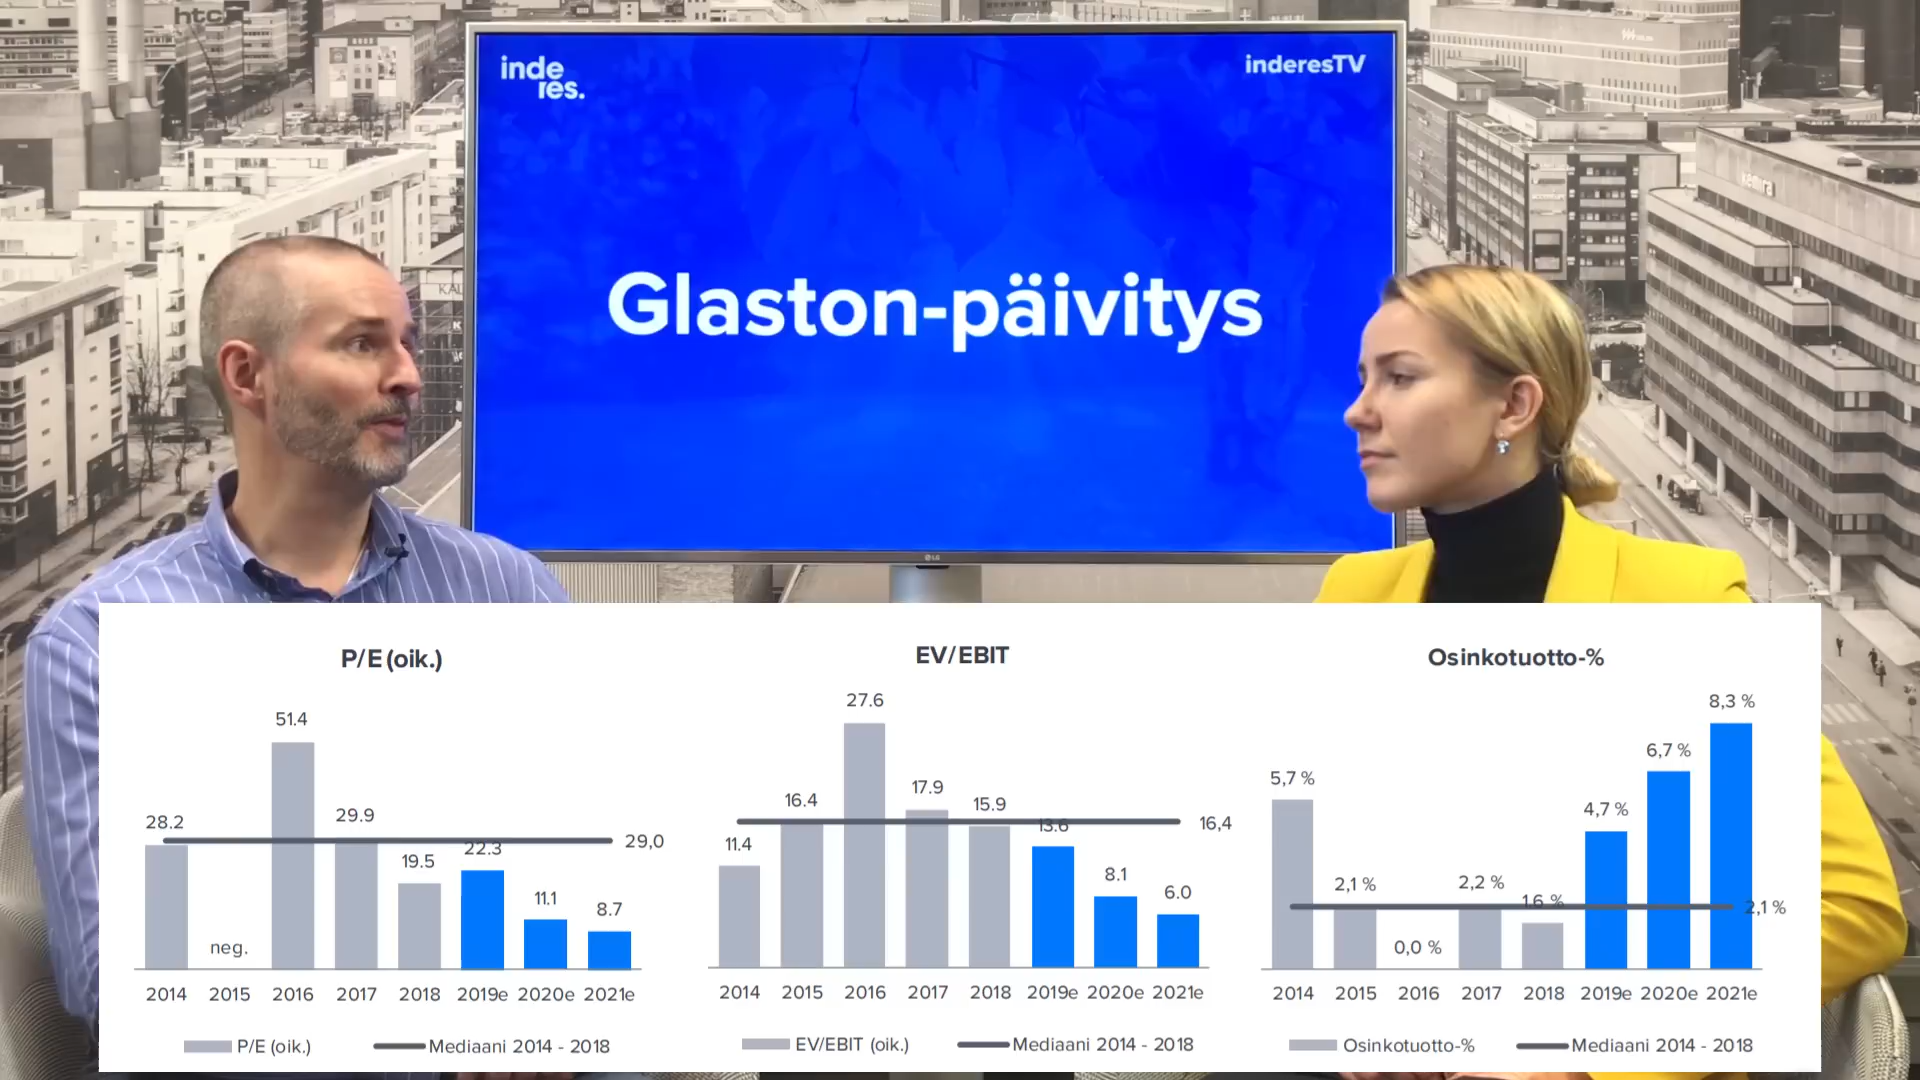 htc
inde
res.
inderesTV
Glaston-päivitys
kemira
LG
P/E (oik.)
28.2
neg.
51.4
29.9
19.5
22.3
11.1
8.7
29,0
2014 2015 2016 2017 2018 2019e 2020e 2021e
P/E (oik.) Mediaani 2014 - 2018
EV/EBIT
11.4
16.4
27.6
17.9
15.9
13.6
8.1
6.0
16,4
2014 2015 2016 2017 2018 2019e 2020e 2021e
EV/EBIT (oik.) Mediaani 2014 - 2018
Osinkotuotto-%
5,7 %
2,1 %
0,0 %
2,2 %
1,6 %
4,7 %
6,7 %
8,3 %
2,1 %
2014 2015 2016 2017 2018 2019e 2020e 2021e
Osinkotuotto-% Mediaani 2014 - 2018